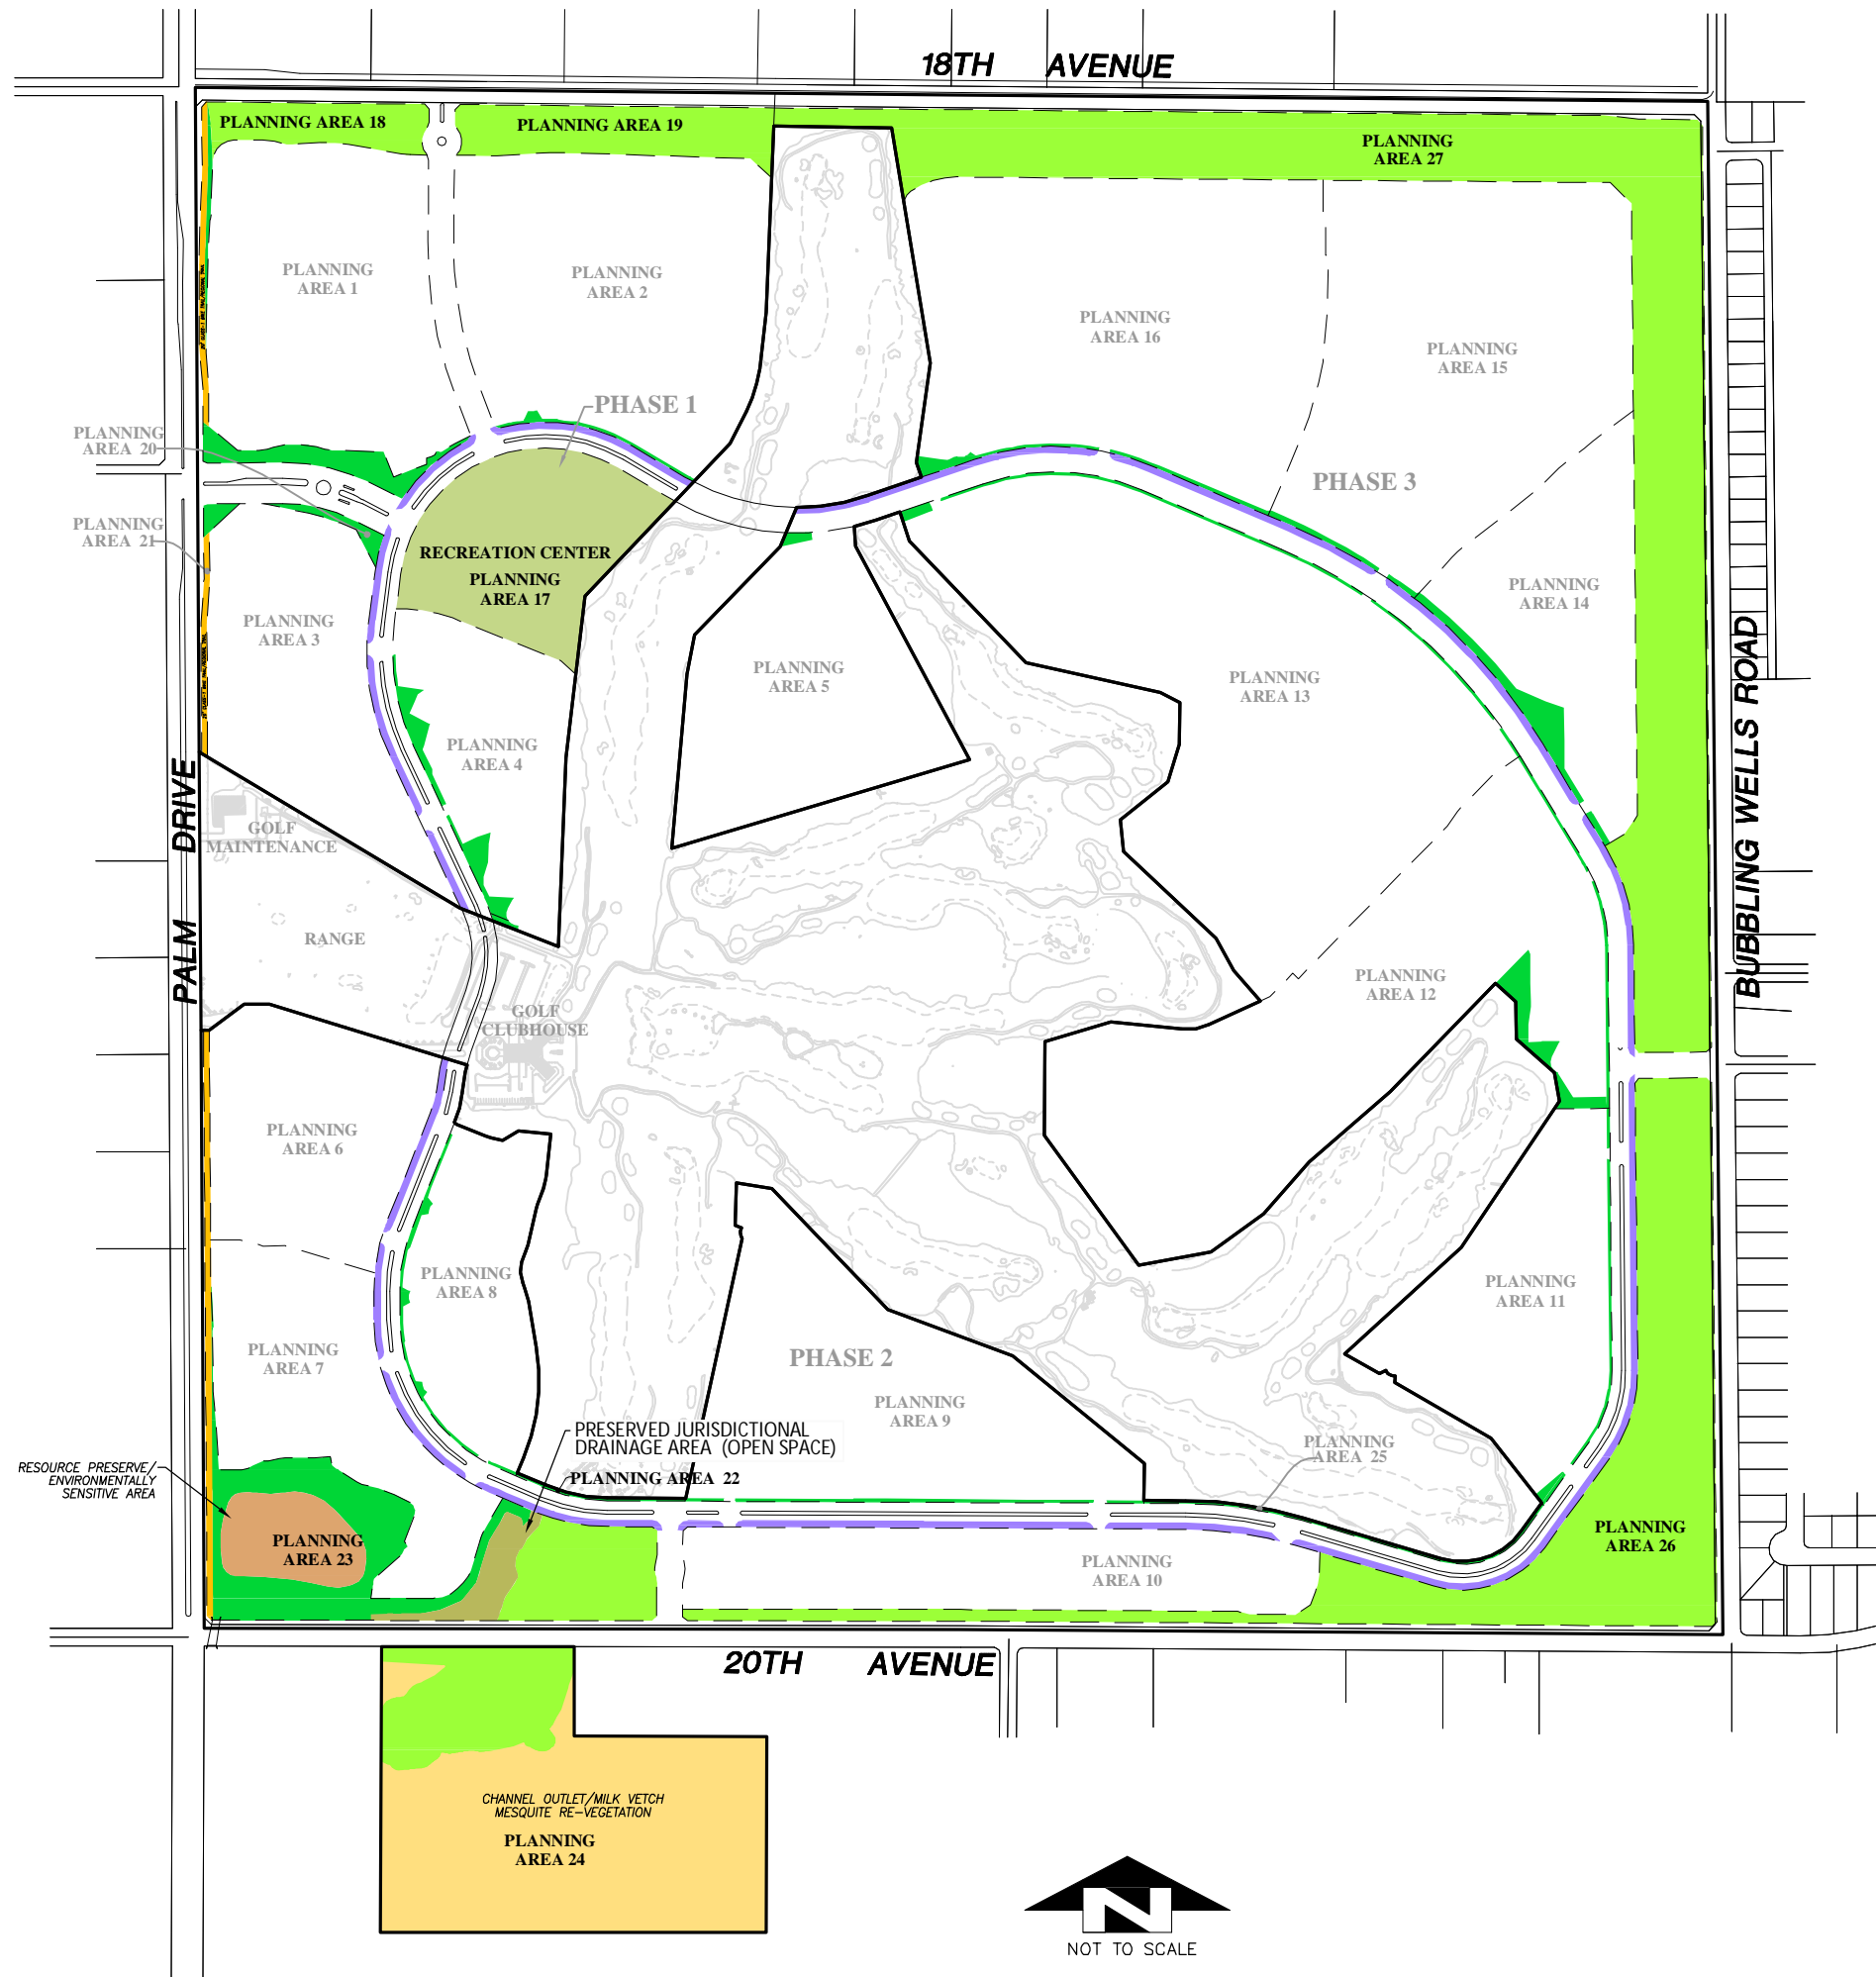 18TH AVENUE
PLANNING AREA 18
PLANNING AREA 19
PLANNING
AREA 27
PLANNING
AREA 1
PLANNING
AREA 2
PLANNING
AREA 16
PLANNING
AREA 15
PHASE 1
PLANNING
AREA 20
PHASE 3
PLANNING
AREA 21
RECREATION CENTER
PLANNING
AREA 17
PLANNING
AREA 14
PLANNING
AREA 3
PLANNING
AREA 5
PLANNING
AREA 13
PLANNING
AREA 4
BUBBLING WELLS ROAD
PALM DRIVE
GOLF
MAINTENANCE
RANGE
GOLF
CLUBHOUSE
PLANNING
AREA 12
PLANNING
AREA 6
PLANNING
AREA 8
PLANNING
AREA 11
PLANNING
AREA 7
PHASE 2
PLANNING
AREA 9
PRESERVED JURISDICTIONAL
DRAINAGE AREA (OPEN SPACE)
PLANNING AREA 22
PLANNING
AREA 25
RESOURCE PRESERVE/
ENVIRONMENTALLY
SENSITIVE AREA
PLANNING
AREA 23
PLANNING
AREA 26
PLANNING
AREA 10
20TH AVENUE
CHANNEL OUTLET/MILK VETCH
MESQUITE RE-VEGETATION
PLANNING
AREA 24
N
NOT TO SCALE